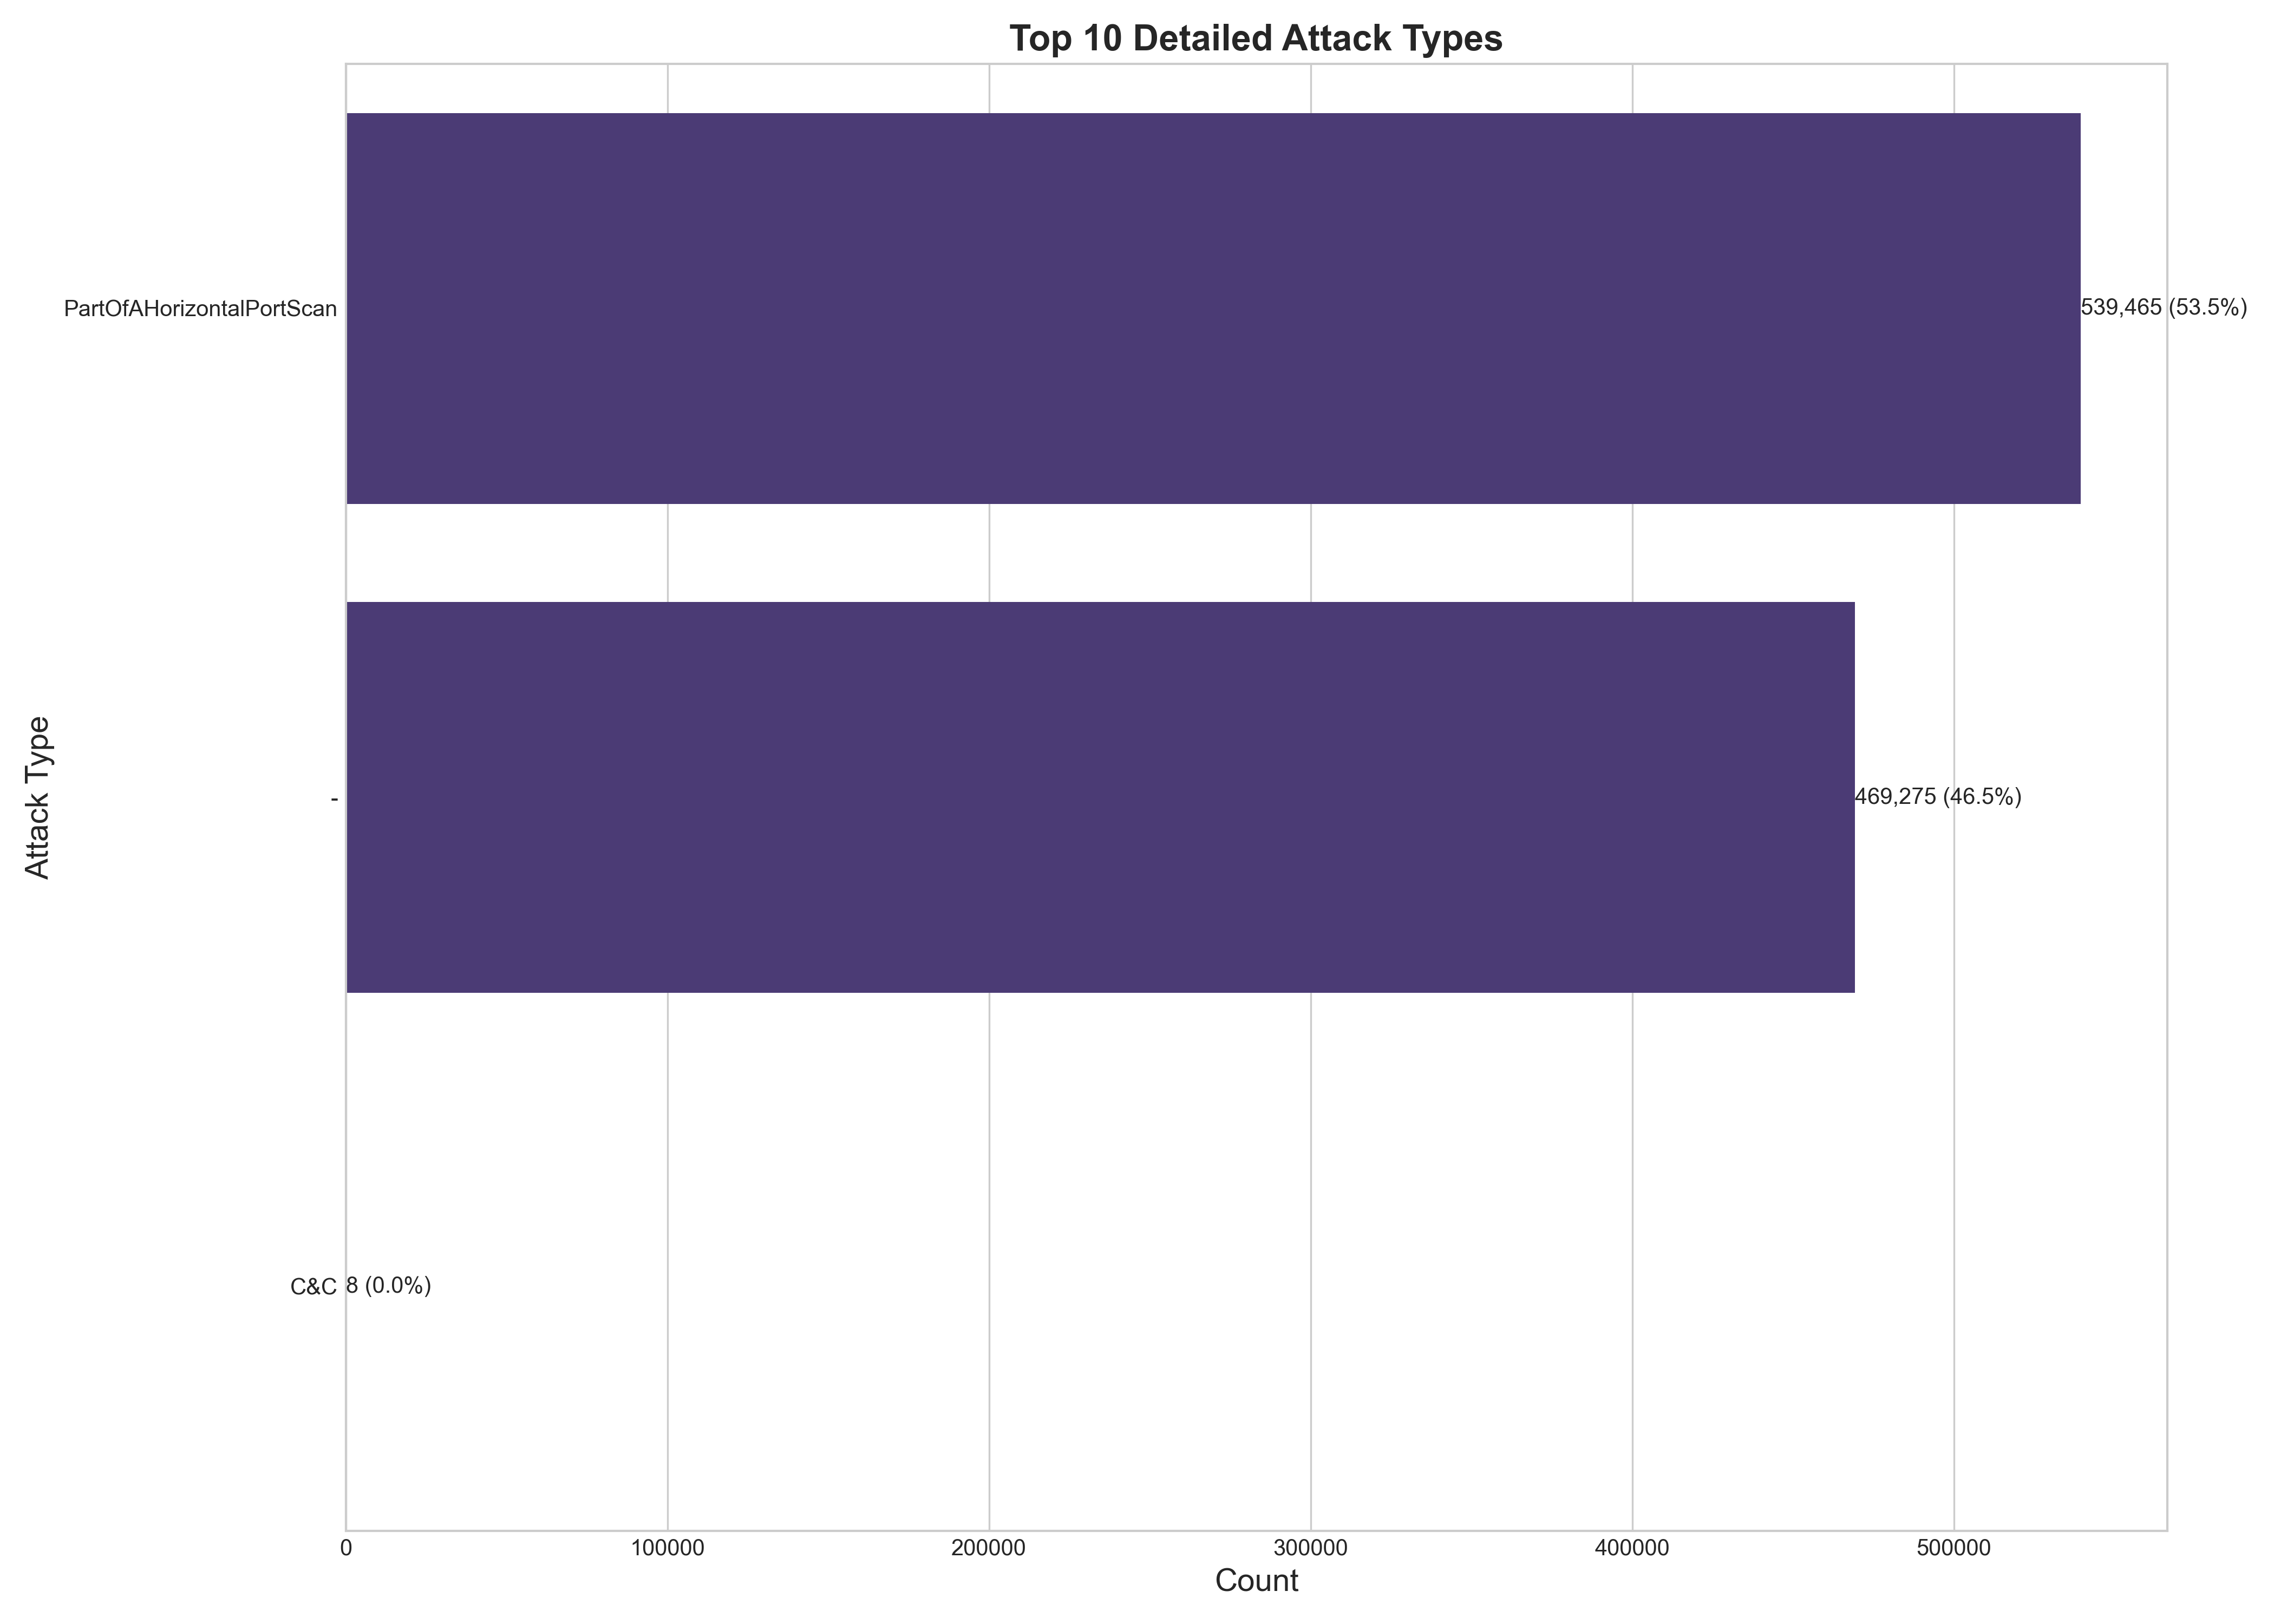 Top 10 Detailed Attack Types
PartOfAHorizontalPortScan
539,465 (53.5%)
-
469,275 (46.5%)
C&C
8 (0.0%)
Attack Type
0
100000
200000
300000
400000
500000
Count